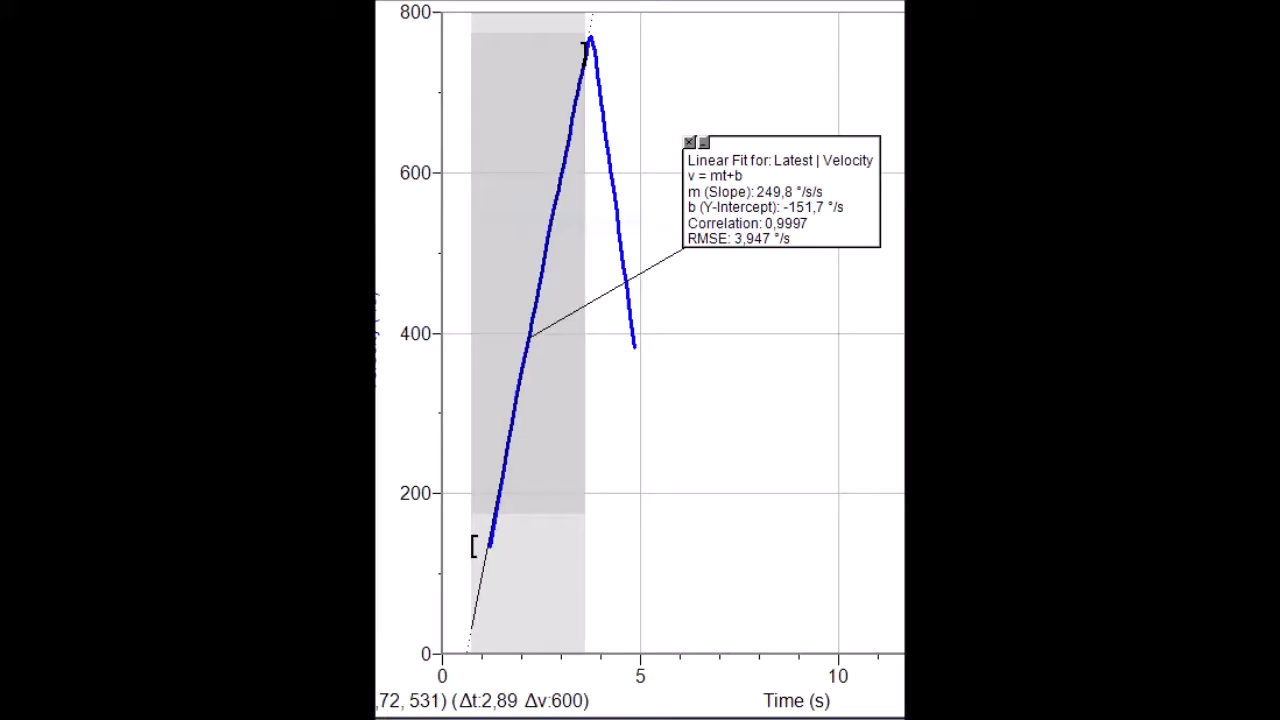 800
600
400
200
0
0 5 10
Linear Fit for: Latest | Velocity
v = mt+b
m (Slope): 249,8 °/s/s
b (Y-Intercept): -151,7 °/s
Correlation: 0,9997
RMSE: 3,947 °/s
,72, 531) (Δt:2,89 Δv:600)
Time (s)